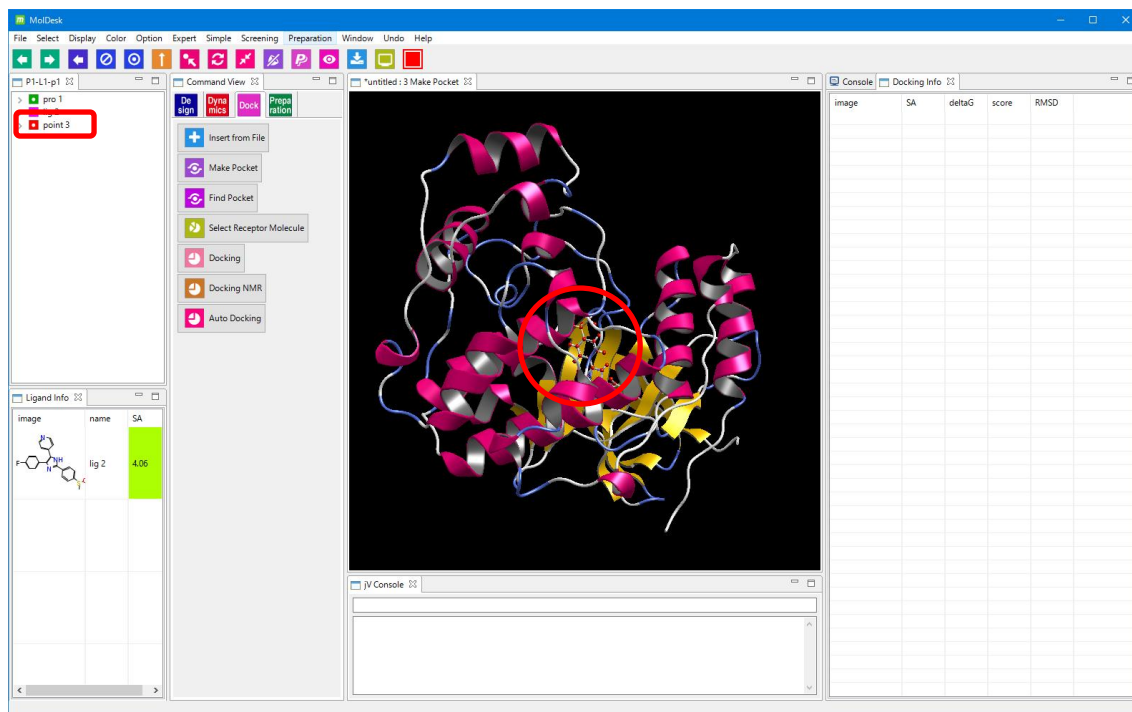 MolDesk
File Select Display Color Option Expert Simple Screening Preparation Window Undo Help
P1-L1-p1
pro 1
point 3
Command View
De sign
Dyna mics
Dock
Prepa ration
Insert from File
Make Pocket
Find Pocket
Select Receptor Molecule
Docking
Docking NMR
Auto Docking
*untitled : 3 Make Pocket
jV Console
Console
Docking Info
image SA deltaG score RMSD
Ligand Info
image name SA
N
F
NH
N
lig 2 4.06